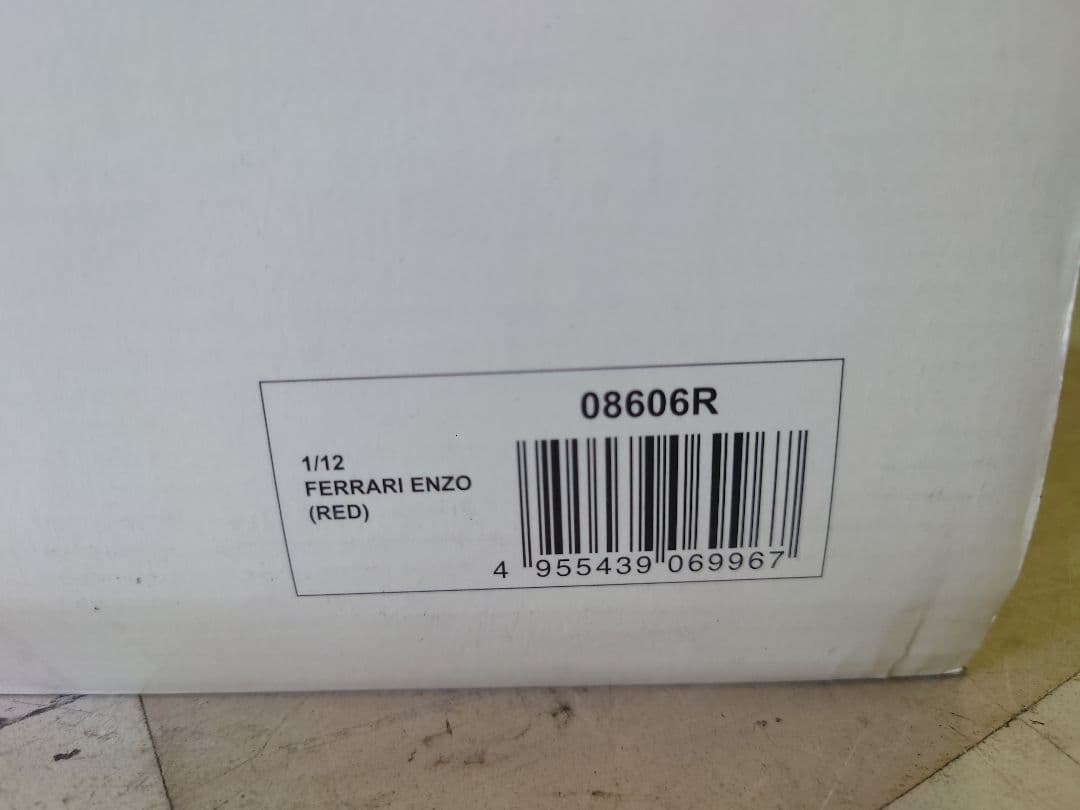 08606R
1/12
FERRARI ENZO
(RED)
4 955439 069967